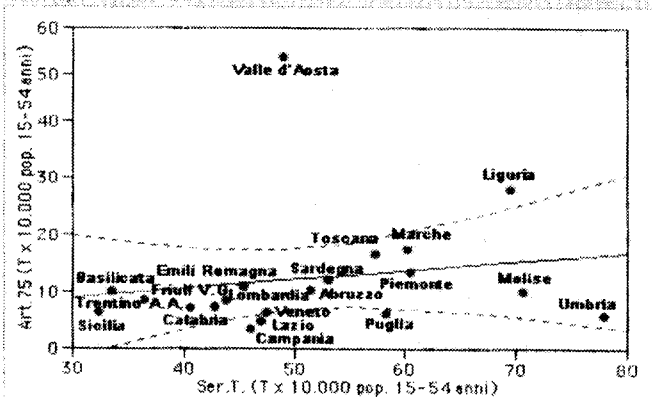 60
50
40
30
20
10
0
Art.75 (T x 10.000 pop. 15-54 anni)
Valle d'Aosta
Liguria
Toscana
Marche
Emili Romagna
Sardegna
Basilicata
Friuli V.G.
Lombardia
Abruzzo
Piemonte
Molise
Trentino A.A.
Sicilia
Calabria
Veneto
Lazio
Campania
Puglia
Umbria
30
40
50
60
70
80
Ser.T. (T x 10.000 pop. 15-54 anni)